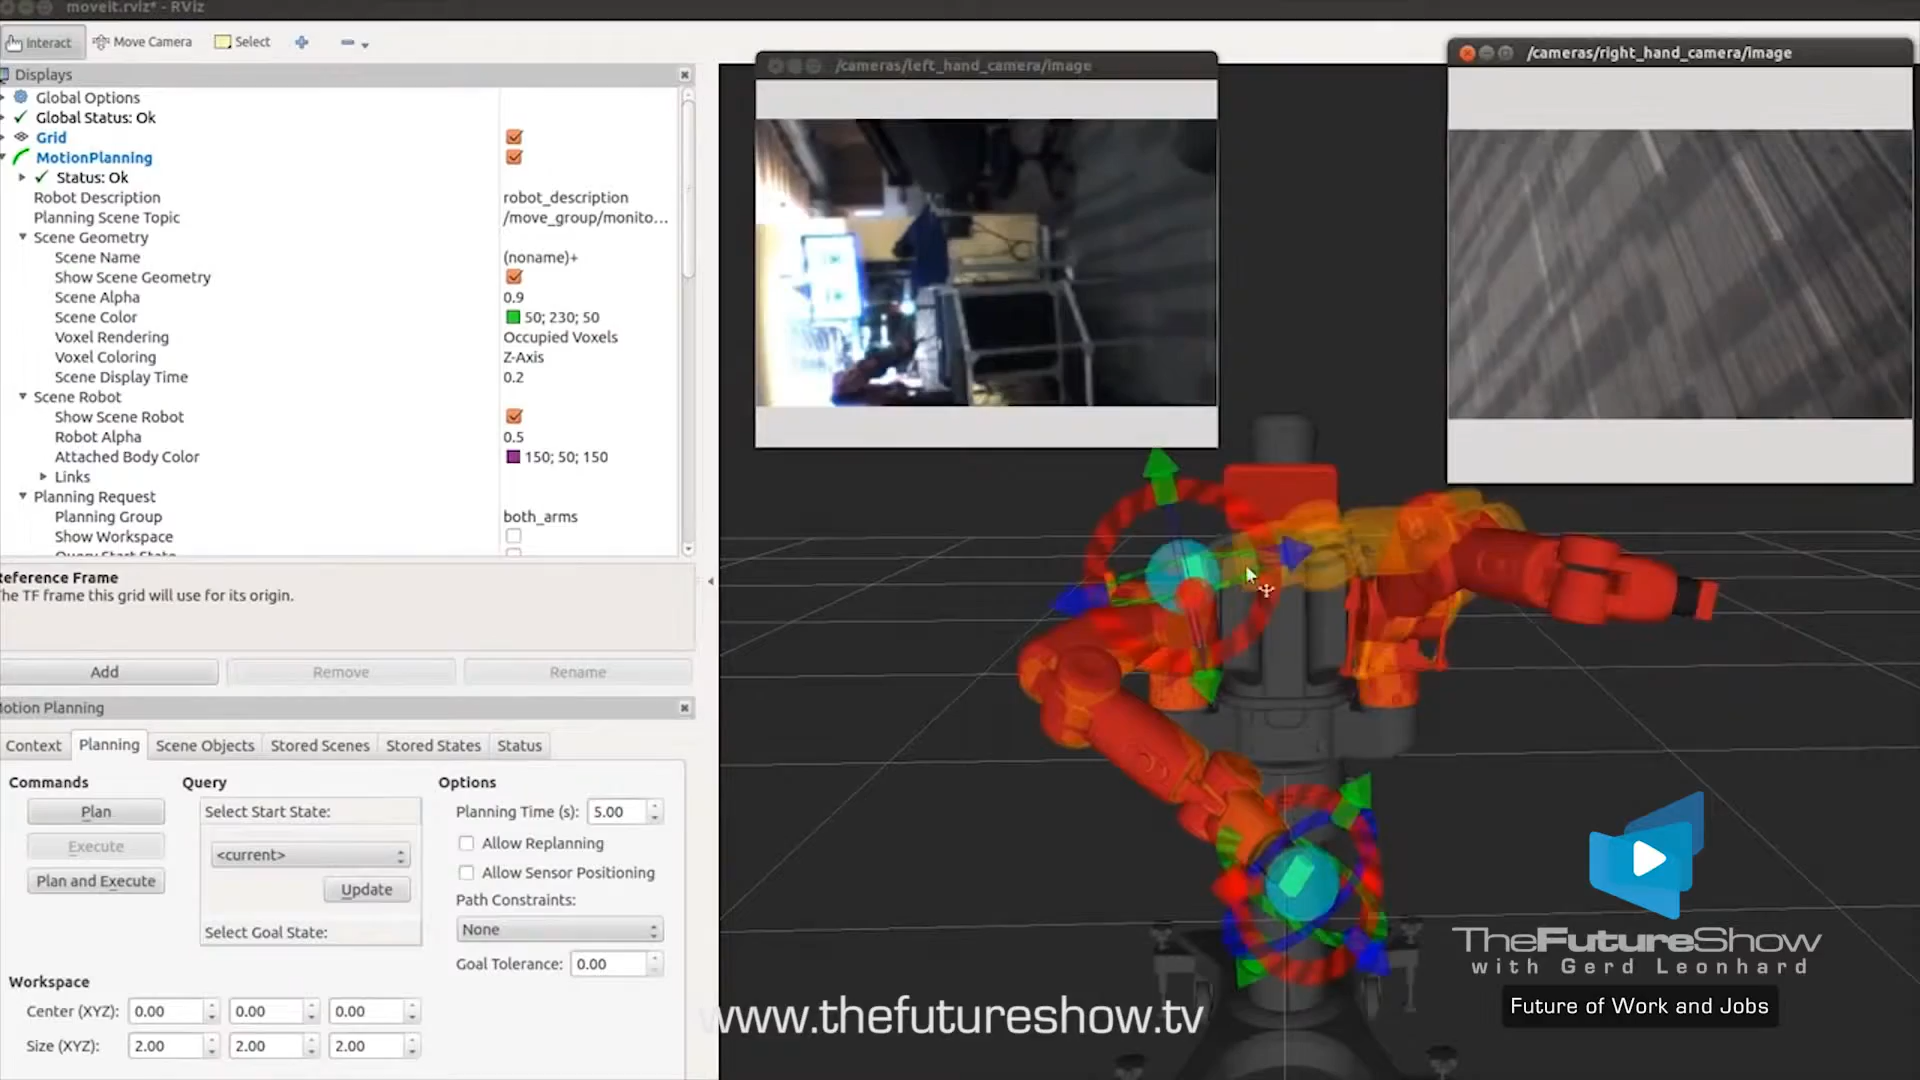 moveit.rviz* - RViz
Interact Move Camera Select
Displays
Global Options
Global Status: Ok
Grid
MotionPlanning
Status: Ok
Robot Description robot_description
Planning Scene Topic /move_group/monito...
Scene Geometry
Scene Name (noname)+
Show Scene Geometry
Scene Alpha 0.9
Scene Color 50; 230; 50
Voxel Rendering Occupied Voxels
Voxel Coloring Z-Axis
Scene Display Time 0.2
Scene Robot
Show Scene Robot
Robot Alpha 0.5
Attached Body Color 150; 50; 150
Links
Planning Request
Planning Group both_arms
Show Workspace
Query Start State
eference Frame
he TF frame this grid will use for its origin.
Add Remove Rename
otion Planning
Context Planning Scene Objects Stored Scenes Stored States Status
Commands Query Options
Plan Select Start State: Planning Time (s): 5.00
Execute <current> Allow Replanning
Plan and Execute Update Allow Sensor Positioning
Path Constraints:
Select Goal State: None
Goal Tolerance: 0.00
Workspace
Center (XYZ): 0.00 0.00 0.00
Size (XYZ): 2.00 2.00 2.00
/cameras/left_hand_camera/image
/cameras/right_hand_camera/image
TheFutureShow
with Gerd Leonhard
Future of Work and Jobs
www.thefutureshow.tv